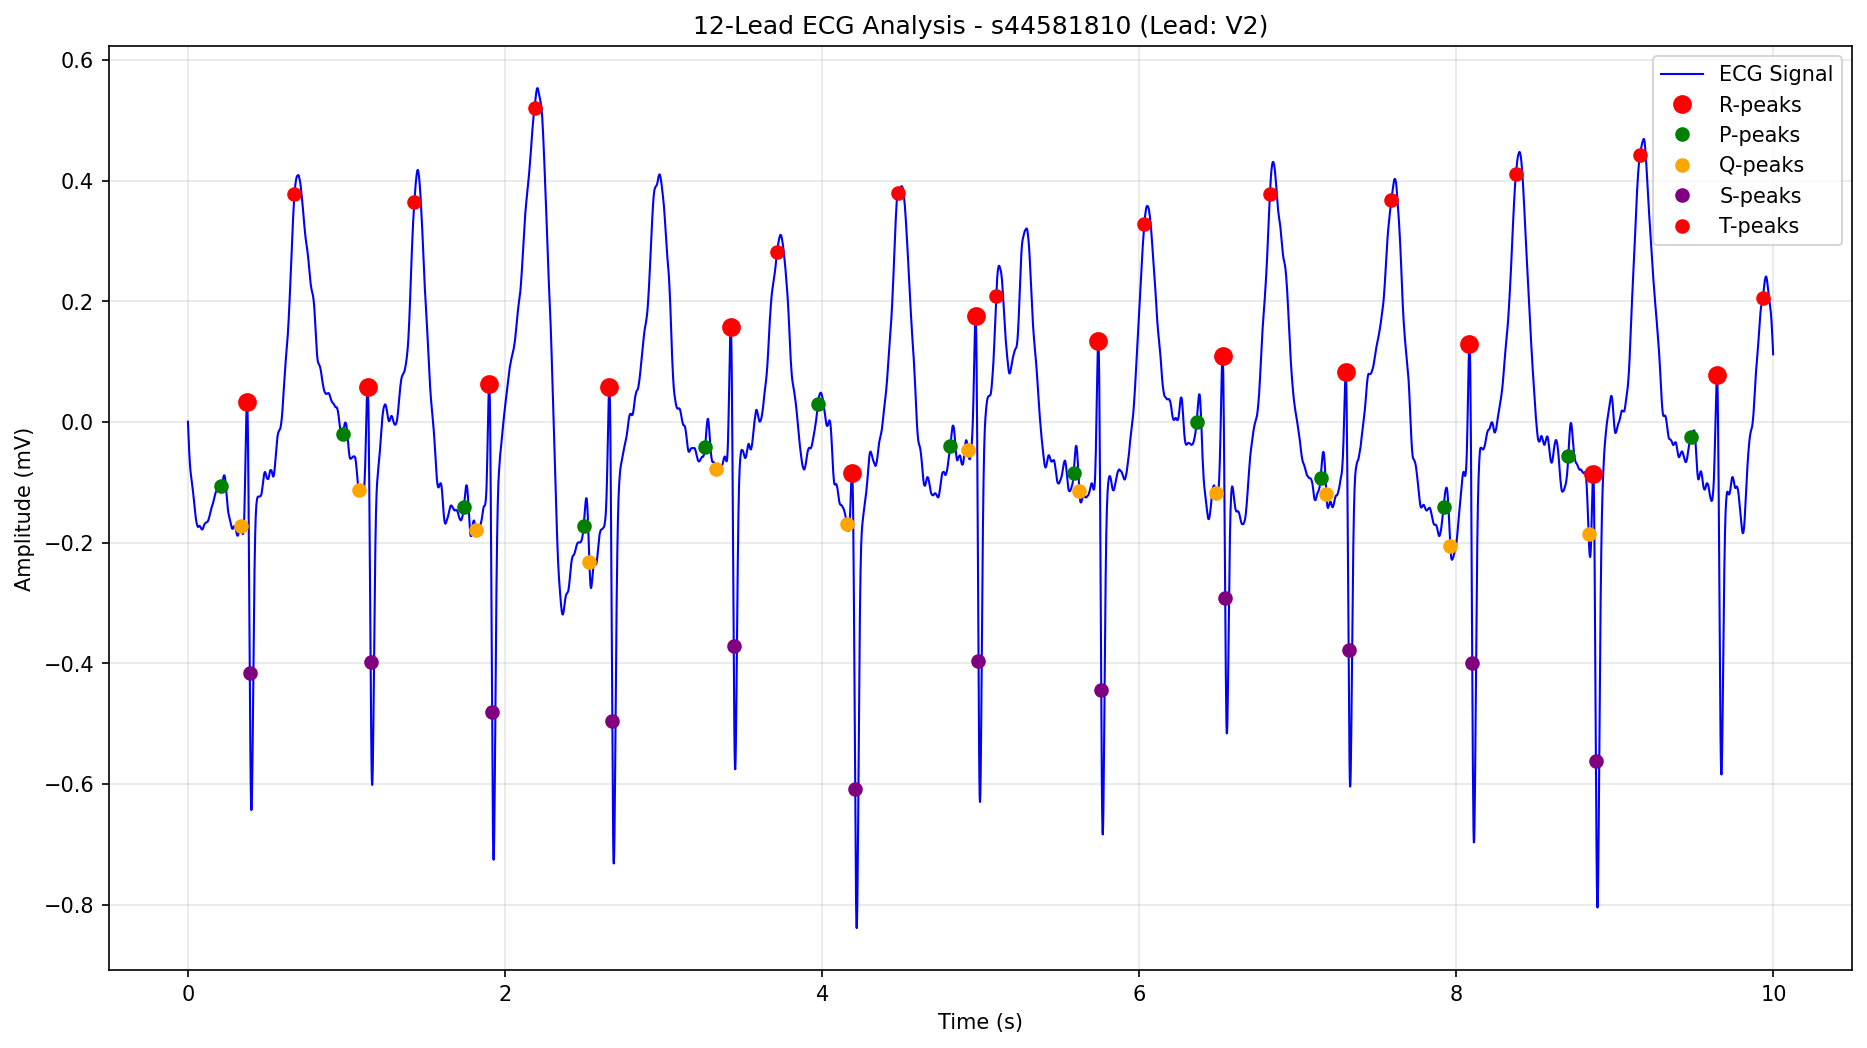 12-Lead ECG Analysis - s44581810 (Lead: V2)
ECG Signal
R-peaks
P-peaks
Q-peaks
S-peaks
T-peaks
0.6
0.4
0.2
0.0
−0.2
−0.4
−0.6
−0.8
Amplitude (mV)
0 2 4 6 8 10
Time (s)